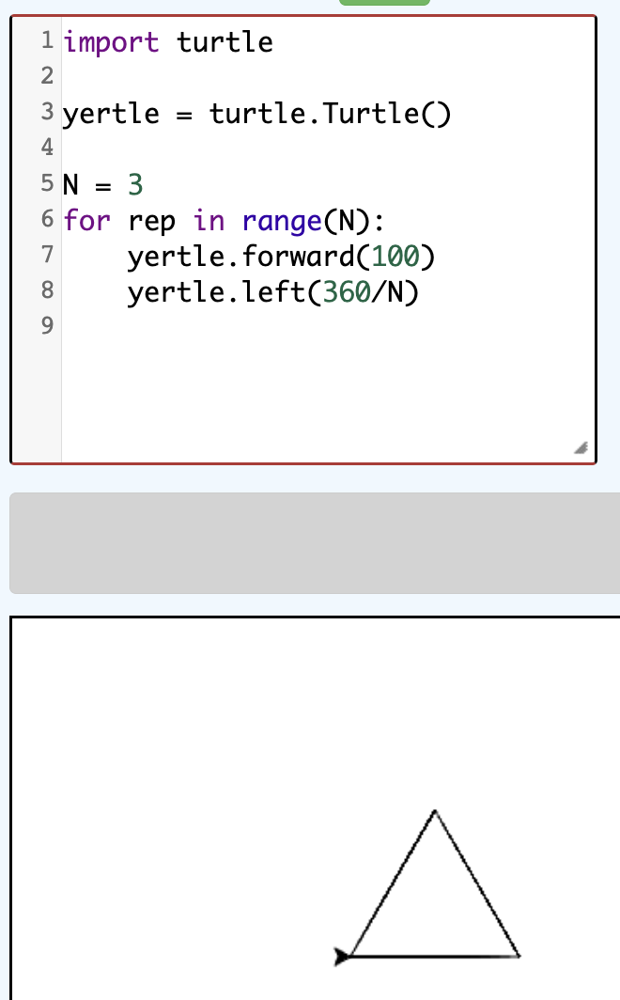 1 import turtle
2
3 yertle = turtle.Turtle()
4
5 N = 3
6 for rep in range(N):
7     yertle.forward(100)
8     yertle.left(360/N)
9